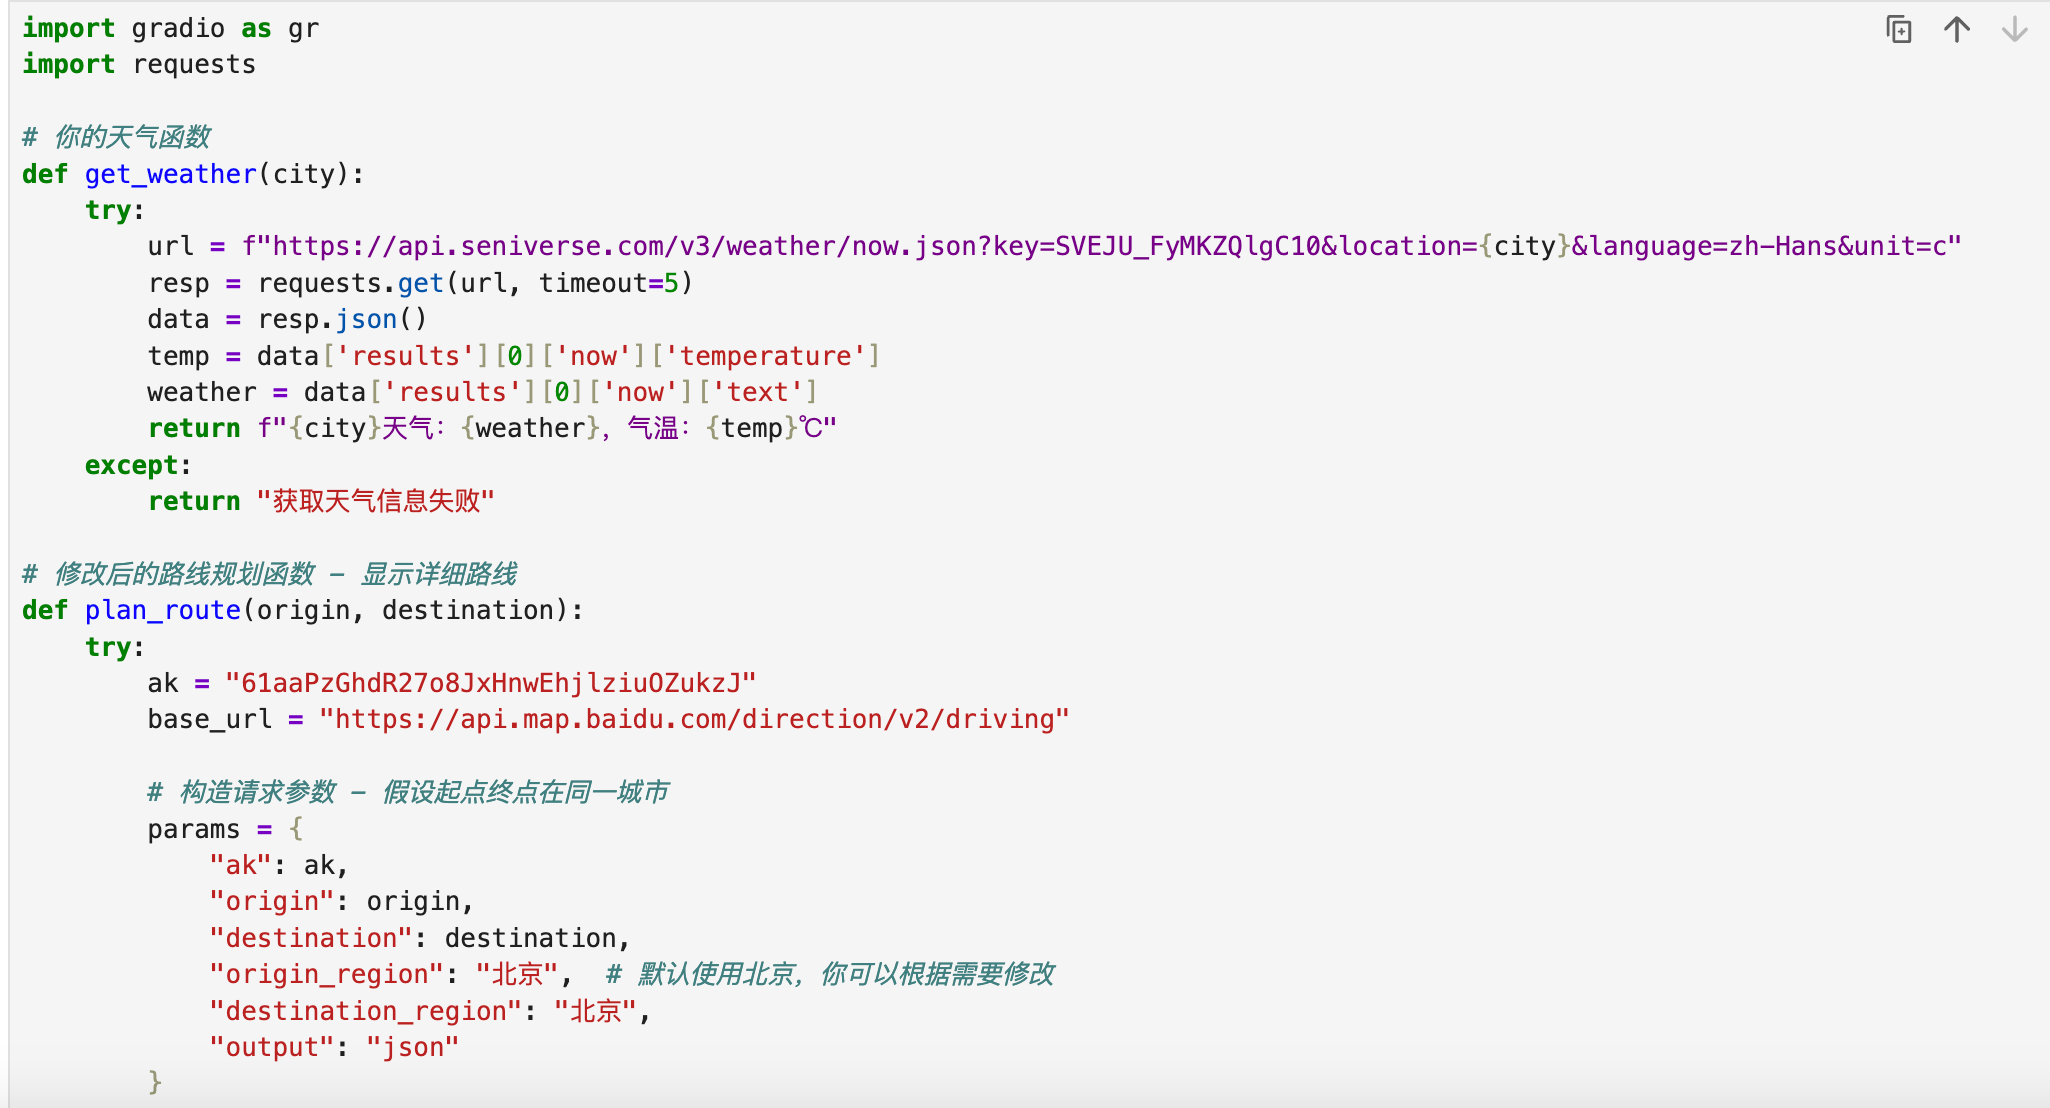 import gradio as gr
import requests
# 你的天气函数
def get_weather(city):
try:
url = f"https://api.seniverse.com/v3/weather/now.json?key=SVEJU_FyMKZQlgC10&location={city}&language=zh-Hans&unit=c"
resp = requests.get(url, timeout=5)
data = resp.json()
temp = data['results'][0]['now']['temperature']
weather = data['results'][0]['now']['text']
return f"{city}天气：{weather}，气温：{temp}℃"
except:
return "获取天气信息失败"
# 修改后的路线规划函数 - 显示详细路线
def plan_route(origin, destination):
try:
ak = "61aaPzGhdR27o8JxHnwEhjlziuOZukzJ"
base_url = "https://api.map.baidu.com/direction/v2/driving"
# 构造请求参数 - 假设起点终点在同一城市
params = {
"ak": ak,
"origin": origin,
"destination": destination,
"origin_region": "北京",  # 默认使用北京，你可以根据需要修改
"destination_region": "北京",
"output": "json"
}